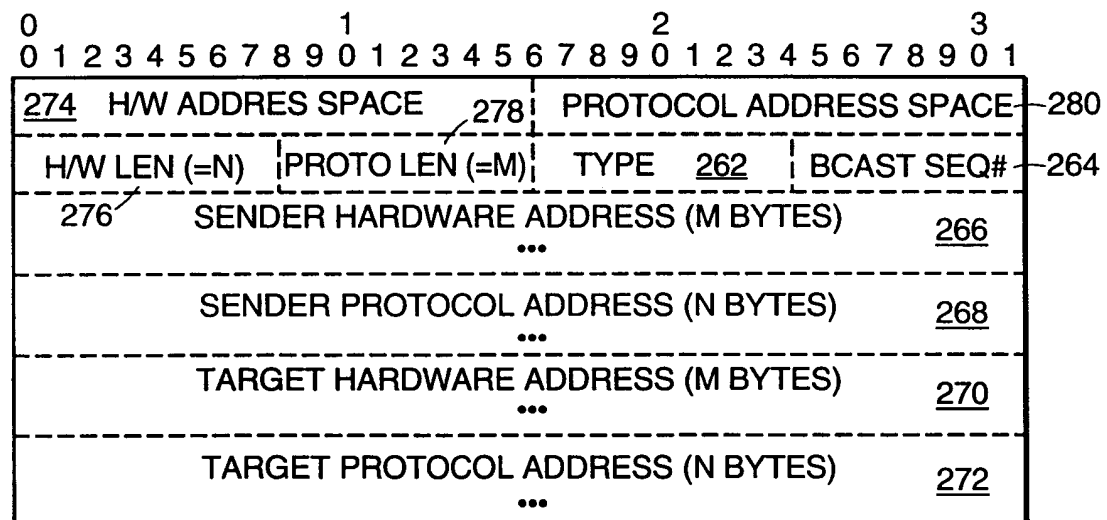 0 1 2 3
0 1 2 3 4 5 6 7 8 9 0 1 2 3 4 5 6 7 8 9 0 1 2 3 4 5 6 7 8 9 0 1
274 H/W ADDRES SPACE 278 PROTOCOL ADDRESS SPACE 280
H/W LEN (=N) PROTO LEN (=M) TYPE 262 BCAST SEQ# 264
276 SENDER HARDWARE ADDRESS (M BYTES) 266
•••
SENDER PROTOCOL ADDRESS (N BYTES) 268
•••
TARGET HARDWARE ADDRESS (M BYTES) 270
•••
TARGET PROTOCOL ADDRESS (N BYTES) 272
•••